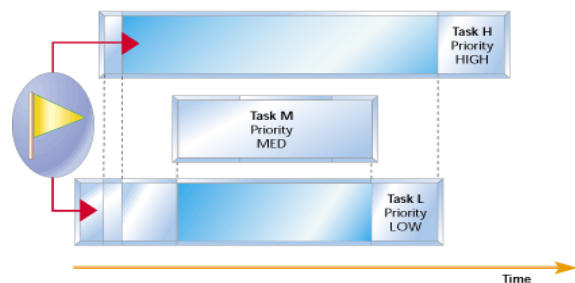 Task H
Priority
HIGH
Task M
Priority
MED
Task L
Priority
LOW
Time